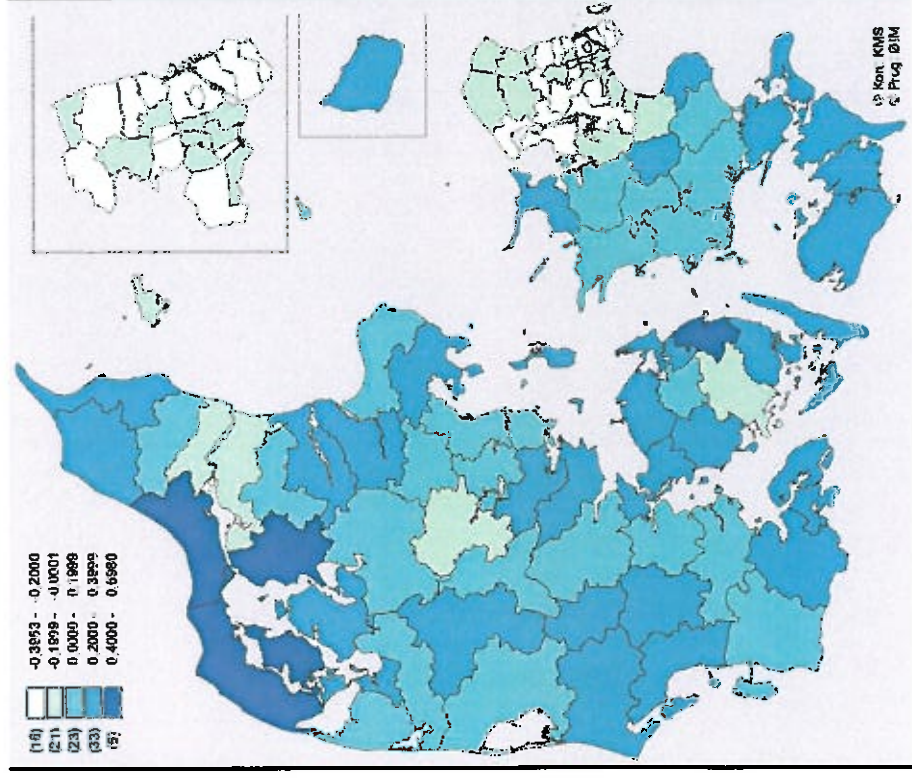 (16) -0,3953 - -0,2000
(21) -0,1999 - -0,0001
(23) 0,0000 - 0,1999
(33) 0,2000 - 0,3999
(5) 0,4000 - 0,6980
© Kort: KMS
© Prog: ØIM